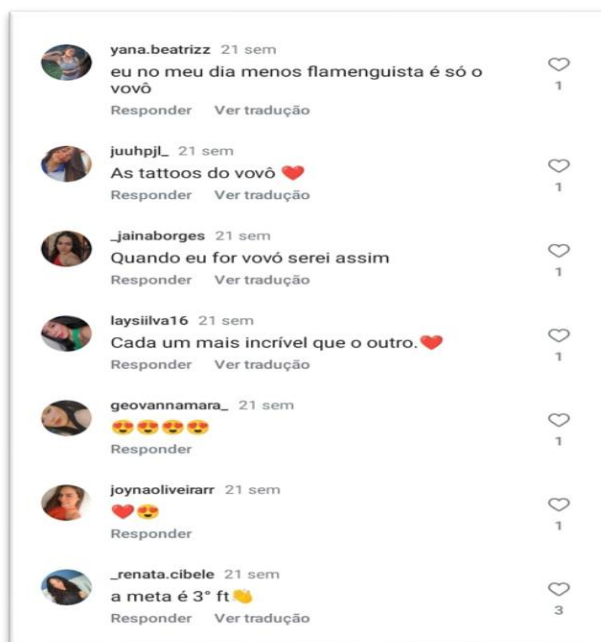 yana.beatrizz 21 sem
eu no meu dia menos flamenguista é só o
vovô
Responder Ver tradução
1
juuhpjl_ 21 sem
As tattoos do vovô ❤️
Responder Ver tradução
1
_jainaborges 21 sem
Quando eu for vovó serei assim
Responder Ver tradução
1
laysiilva16 21 sem
Cada um mais incrível que o outro.❤️
Responder Ver tradução
1
geovannamara_ 21 sem
😍😍😍😍
Responder
1
joynaoliveirarr 21 sem
❤️😍
Responder
1
_renata.cibele 21 sem
a meta é 3° ft👏
Responder Ver tradução
3